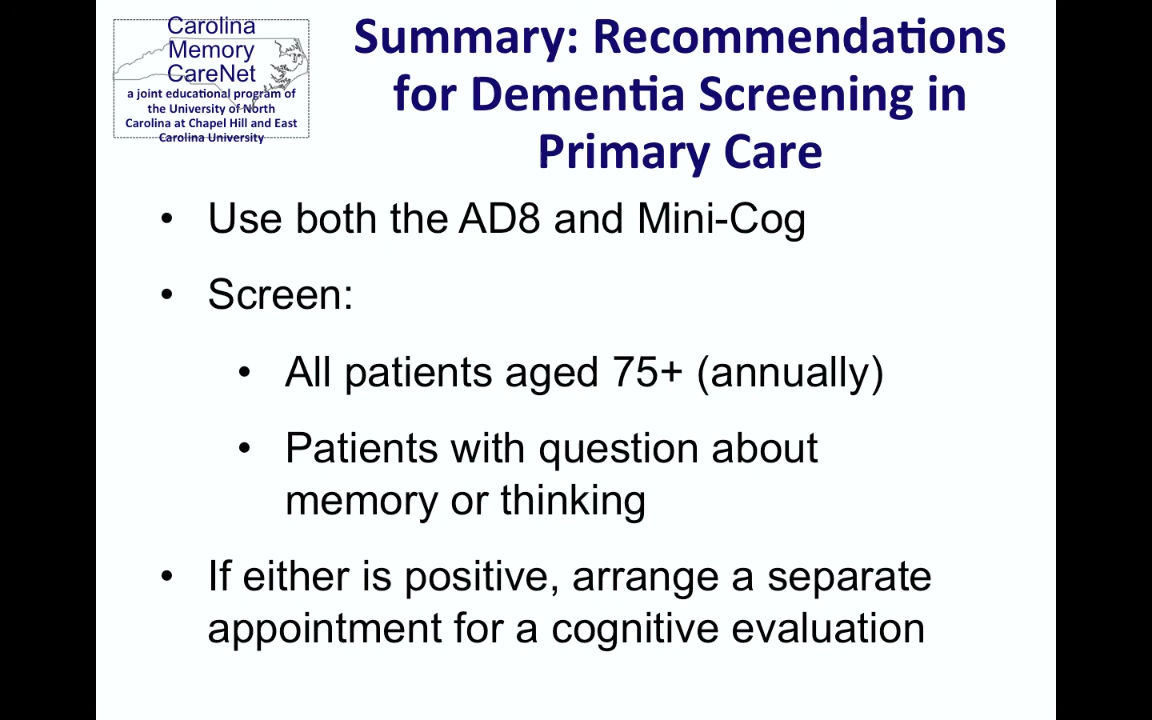 Carolina
Memory
CareNet
a joint educational program of
the University of North
Carolina at Chapel Hill and East
Carolina University
Summary: Recommendations
for Dementia Screening in
Primary Care
• Use both the AD8 and Mini-Cog
• Screen:
• All patients aged 75+ (annually)
• Patients with question about
memory or thinking
• If either is positive, arrange a separate
appointment for a cognitive evaluation